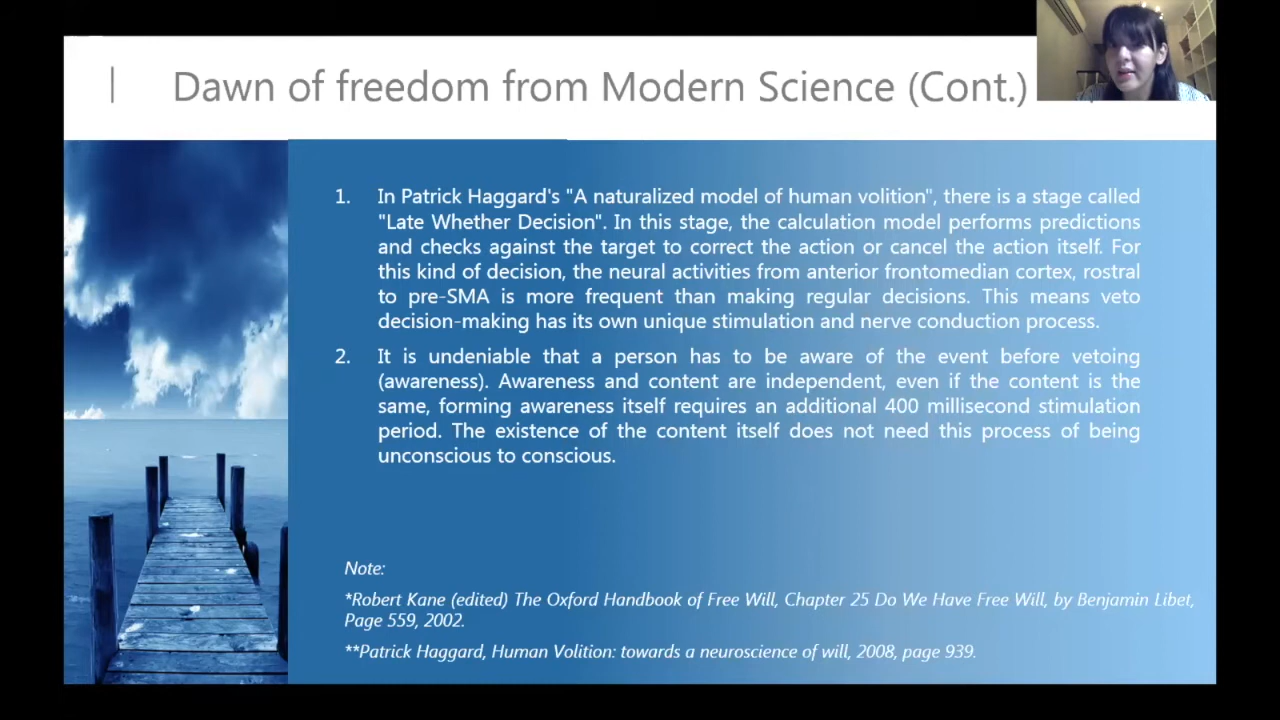 Dawn of freedom from Modern Science (Cont.)
1. In Patrick Haggard's "A naturalized model of human volition", there is a stage called
"Late Whether Decision". In this stage, the calculation model performs predictions
and checks against the target to correct the action or cancel the action itself. For
this kind of decision, the neural activities from anterior frontomedian cortex, rostral
to pre-SMA is more frequent than making regular decisions. This means veto
decision-making has its own unique stimulation and nerve conduction process.
2. It is undeniable that a person has to be aware of the event before vetoing
(awareness). Awareness and content are independent, even if the content is the
same, forming awareness itself requires an additional 400 millisecond stimulation
period. The existence of the content itself does not need this process of being
unconscious to conscious.
Note:
*Robert Kane (edited) The Oxford Handbook of Free Will, Chapter 25 Do We Have Free Will, by Benjamin Libet,
Page 559, 2002.
**Patrick Haggard, Human Volition: towards a neuroscience of will, 2008, page 939.